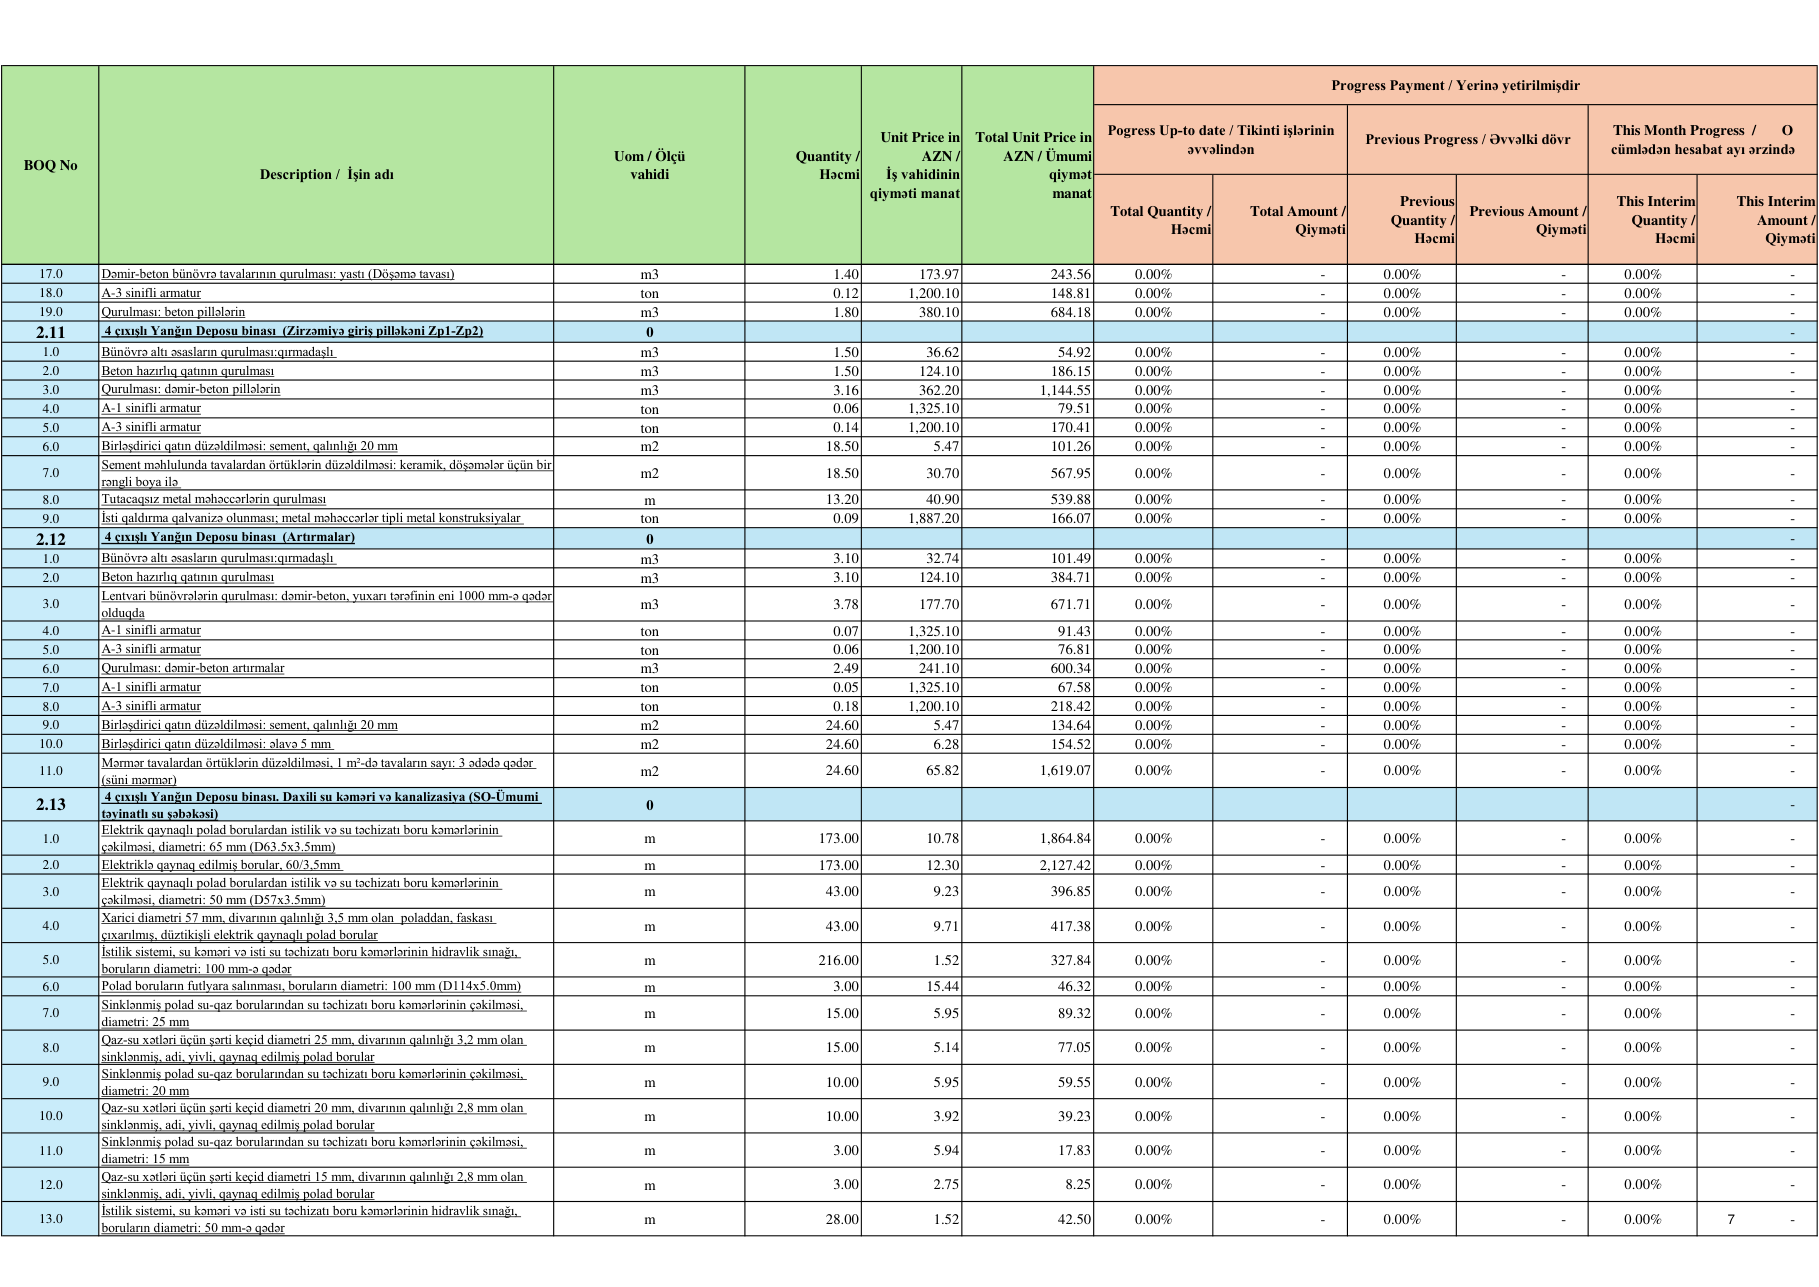 Progress Payment / Yerinə yetirilmişdir
BOQ No
Description / İşin adı
Uom / Ölçü
vahidi
Quantity /
Həcmi
Unit Price in
AZN /
İş vahidinin
qiyməti manat
Total Unit Price in
AZN / Ümumi
qiymət
manat
Pogress Up-to date / Tikinti işlərinin
əvvəlindən
Previous Progress / Əvvəlki dövr
This Month Progress / O
cümlədən hesabat ayı ərzində
Total Quantity /
Həcmi
Total Amount /
Qiyməti
Previous
Quantity /
Həcmi
Previous Amount /
Qiyməti
This Interim
Quantity /
Həcmi
This Interim
Amount /
Qiyməti
17.0 Dəmir-beton bünövrə tavalarının qurulması: yastı (Döşəmə tavası) m3 1.40 173.97 243.56 0.00% - 0.00% - 0.00% -
18.0 A-3 sinifli armatur ton 0.12 1,200.10 148.81 0.00% - 0.00% - 0.00% -
19.0 Qurulması: beton pillələrin m3 1.80 380.10 684.18 0.00% - 0.00% - 0.00% -
2.11 4 çıxışlı Yanğın Deposu binası (Zirzəmiyə giriş pilləkəni Zp1-Zp2) 0 -
1.0 Bünövrə altı əsasların qurulması:qırmadaşlı m3 1.50 36.62 54.92 0.00% - 0.00% - 0.00% -
2.0 Beton hazırlıq qatının qurulması m3 1.50 124.10 186.15 0.00% - 0.00% - 0.00% -
3.0 Qurulması: dəmir-beton pillələrin m3 3.16 362.20 1,144.55 0.00% - 0.00% - 0.00% -
4.0 A-1 sinifli armatur ton 0.06 1,325.10 79.51 0.00% - 0.00% - 0.00% -
5.0 A-3 sinifli armatur ton 0.14 1,200.10 170.41 0.00% - 0.00% - 0.00% -
6.0 Birləşdirici qatın düzəldilməsi: sement, qalınlığı 20 mm m2 18.50 5.47 101.26 0.00% - 0.00% - 0.00% -
7.0 Sement məhlulunda tavalardan örtüklərin düzəldilməsi: keramik, döşəmələr üçün bir
rəngli boya ilə m2 18.50 30.70 567.95 0.00% - 0.00% - 0.00% -
8.0 Tutacaqsız metal məhəccərlərin qurulması m 13.20 40.90 539.88 0.00% - 0.00% - 0.00% -
9.0 İsti qaldırma qalvanizə olunması; metal məhəccərlər tipli metal konstruksiyalar ton 0.09 1,887.20 166.07 0.00% - 0.00% - 0.00% -
2.12 4 çıxışlı Yanğın Deposu binası (Artırmalar) 0 -
1.0 Bünövrə altı əsasların qurulması:qırmadaşlı m3 3.10 32.74 101.49 0.00% - 0.00% - 0.00% -
2.0 Beton hazırlıq qatının qurulması m3 3.10 124.10 384.71 0.00% - 0.00% - 0.00% -
3.0 Lentvari bünövrələrin qurulması: dəmir-beton, yuxarı tərəfinin eni 1000 mm-ə qədər
olduqda m3 3.78 177.70 671.71 0.00% - 0.00% - 0.00% -
4.0 A-1 sinifli armatur ton 0.07 1,325.10 91.43 0.00% - 0.00% - 0.00% -
5.0 A-3 sinifli armatur ton 0.06 1,200.10 76.81 0.00% - 0.00% - 0.00% -
6.0 Qurulması: dəmir-beton artırmalar m3 2.49 241.10 600.34 0.00% - 0.00% - 0.00% -
7.0 A-1 sinifli armatur ton 0.05 1,325.10 67.58 0.00% - 0.00% - 0.00% -
8.0 A-3 sinifli armatur ton 0.18 1,200.10 218.42 0.00% - 0.00% - 0.00% -
9.0 Birləşdirici qatın düzəldilməsi: sement, qalınlığı 20 mm m2 24.60 5.47 134.64 0.00% - 0.00% - 0.00% -
10.0 Birləşdirici qatın düzəldilməsi: əlavə 5 mm m2 24.60 6.28 154.52 0.00% - 0.00% - 0.00% -
11.0 Mərmər tavalardan örtüklərin düzəldilməsi, 1 m²-də tavaların sayı: 3 ədədə qədər
(süni mərmər) m2 24.60 65.82 1,619.07 0.00% - 0.00% - 0.00% -
2.13 4 çıxışlı Yanğın Deposu binası. Daxili su kəməri və kanalizasiya (SO-Ümumi
təyinatlı su şəbəkəsi) 0 -
1.0 Elektrik qaynaqlı polad borulardan istilik və su təchizatı boru kəmərlərinin
çəkilməsi, diametri: 65 mm (D63.5x3.5mm) m 173.00 10.78 1,864.84 0.00% - 0.00% - 0.00% -
2.0 Elektriklə qaynaq edilmiş borular, 60/3,5mm m 173.00 12.30 2,127.42 0.00% - 0.00% - 0.00% -
3.0 Elektrik qaynaqlı polad borulardan istilik və su təchizatı boru kəmərlərinin
çəkilməsi, diametri: 50 mm (D57x3.5mm) m 43.00 9.23 396.85 0.00% - 0.00% - 0.00% -
4.0 Xarici diametri 57 mm, divarının qalınlığı 3,5 mm olan poladdan, faskası
çıxarılmış, düztikişli elektrik qaynaqlı polad borular m 43.00 9.71 417.38 0.00% - 0.00% - 0.00% -
5.0 İstilik sistemi, su kəməri və isti su təchizatı boru kəmərlərinin hidravlik sınağı,
boruların diametri: 100 mm-ə qədər m 216.00 1.52 327.84 0.00% - 0.00% - 0.00% -
6.0 Polad boruların futlyara salınması, boruların diametri: 100 mm (D114x5.0mm) m 3.00 15.44 46.32 0.00% - 0.00% - 0.00% -
7.0 Sinklənmiş polad su-qaz borularından su təchizatı boru kəmərlərinin çəkilməsi,
diametri: 25 mm m 15.00 5.95 89.32 0.00% - 0.00% - 0.00% -
8.0 Qaz-su xətləri üçün şərti keçid diametri 25 mm, divarının qalınlığı 3,2 mm olan
sinklənmiş, adi, yivli, qaynaq edilmiş polad borular m 15.00 5.14 77.05 0.00% - 0.00% - 0.00% -
9.0 Sinklənmiş polad su-qaz borularından su təchizatı boru kəmərlərinin çəkilməsi,
diametri: 20 mm m 10.00 5.95 59.55 0.00% - 0.00% - 0.00% -
10.0 Qaz-su xətləri üçün şərti keçid diametri 20 mm, divarının qalınlığı 2,8 mm olan
sinklənmiş, adi, yivli, qaynaq edilmiş polad borular m 10.00 3.92 39.23 0.00% - 0.00% - 0.00% -
11.0 Sinklənmiş polad su-qaz borularından su təchizatı boru kəmərlərinin çəkilməsi,
diametri: 15 mm m 3.00 5.94 17.83 0.00% - 0.00% - 0.00% -
12.0 Qaz-su xətləri üçün şərti keçid diametri 15 mm, divarının qalınlığı 2,8 mm olan
sinklənmiş, adi, yivli, qaynaq edilmiş polad borular m 3.00 2.75 8.25 0.00% - 0.00% - 0.00% -
13.0 İstilik sistemi, su kəməri və isti su təchizatı boru kəmərlərinin hidravlik sınağı,
boruların diametri: 50 mm-ə qədər m 28.00 1.52 42.50 0.00% - 0.00% - 0.00% 7 -